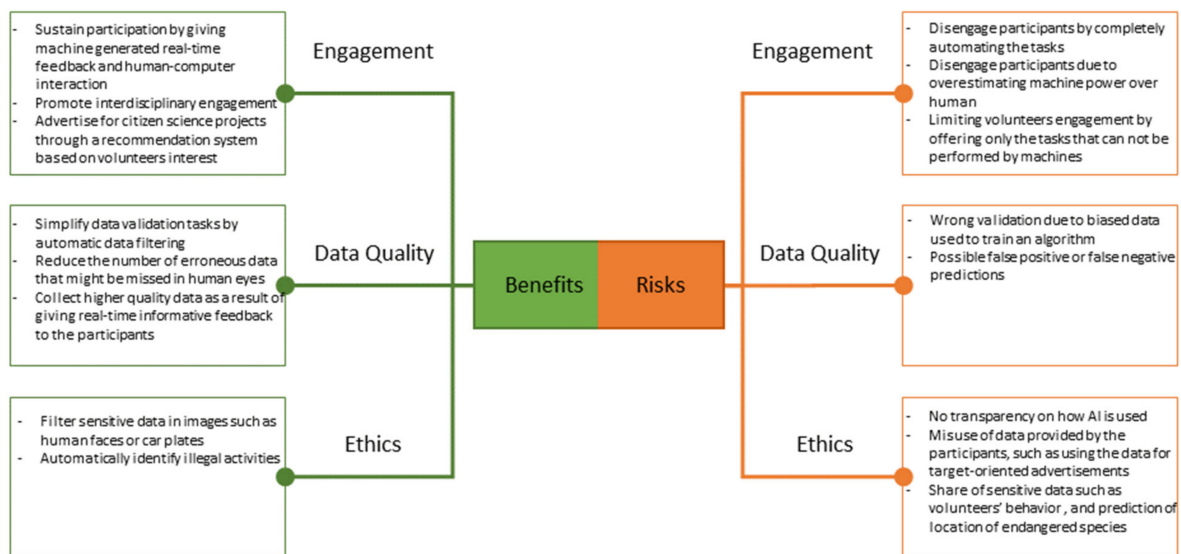 Engagement
- Sustain participation by giving
machine generated real-time
feedback and human-computer
interaction
- Promote interdisciplinary engagement
- Advertise for citizen science projects
through a recommendation system
based on volunteers interest
Data Quality
- Simplify data validation tasks by
automatic data filtering
- Reduce the number of erroneous data
that might be missed in human eyes
- Collect higher quality data as a result of
giving real-time informative feedback
to the participants
Ethics
- Filter sensitive data in images such as
human faces or car plates
- Automatically identify illegal activities
Benefits
Risks
Engagement
- Disengage participants by completely
automating the tasks
- Disengage participants due to
overestimating machine power over
human
- Limiting volunteers engagement by
offering only the tasks that can not be
performed by machines
Data Quality
- Wrong validation due to biased data
used to train an algorithm
- Possible false positive or false negative
predictions
Ethics
- No transparency on how AI is used
- Misuse of data provided by the
participants, such as using the data for
target-oriented advertisements
- Share of sensitive data such as
volunteers' behavior , and prediction of
location of endangered species